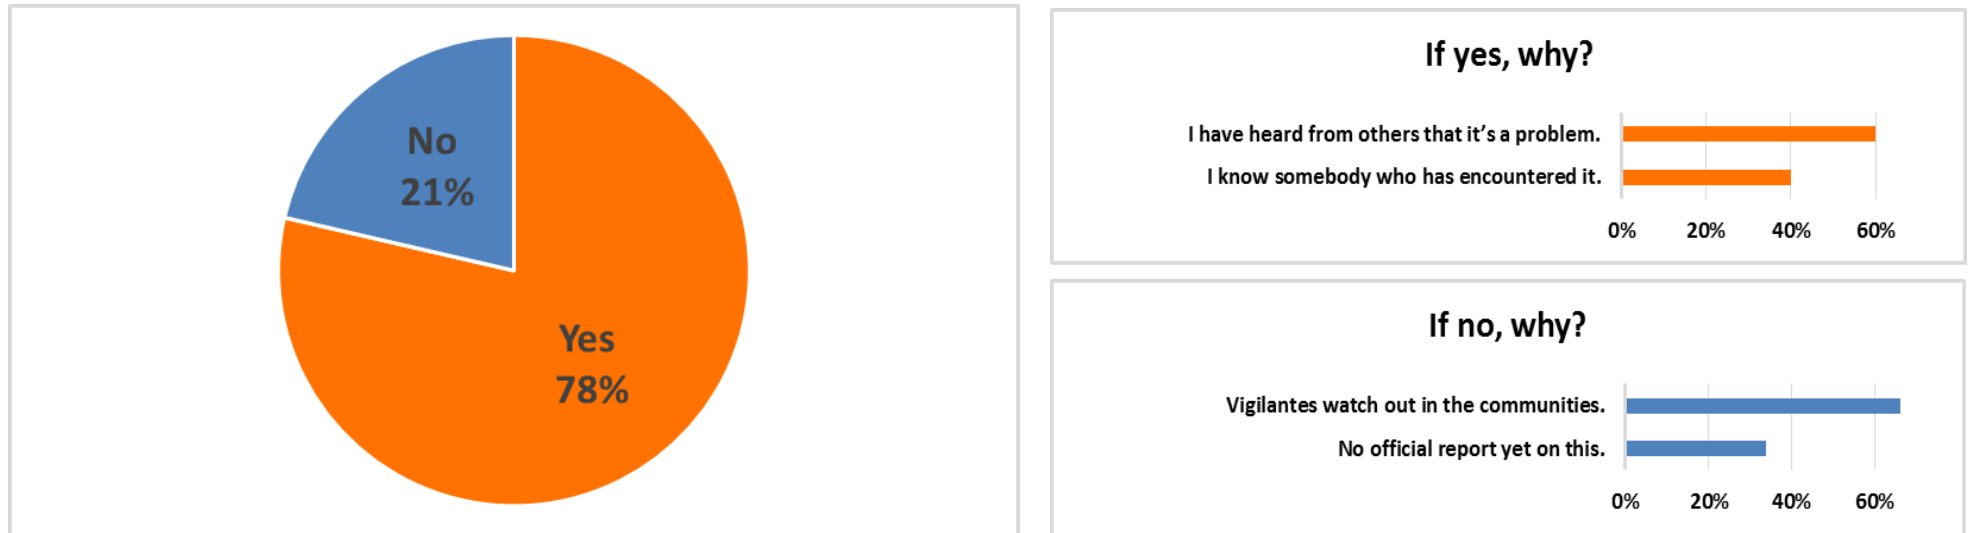 No
21%
Yes
78%
If yes, why?
I have heard from others that it’s a problem.
I know somebody who has encountered it.
0% 20% 40% 60%
If no, why?
Vigilantes watch out in the communities.
No official report yet on this.
0% 20% 40% 60%